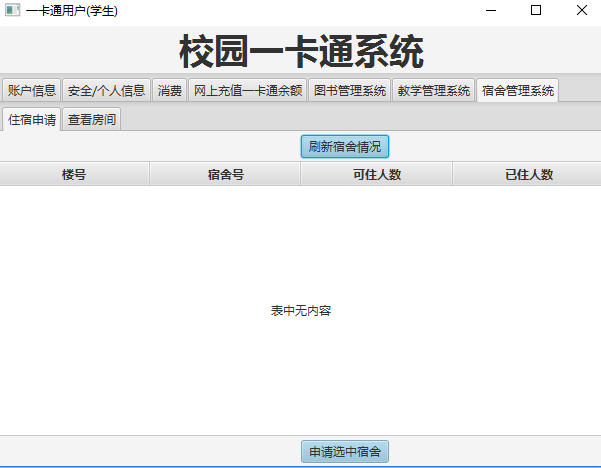 一卡通用户(学生)
校园一卡通系统
账户信息 安全/个人信息 消费 网上充值一卡通余额 图书管理系统 教学管理系统 宿舍管理系统
住宿申请 查看房间
刷新宿舍情况
楼号 宿舍号 可住人数 已住人数
表中无内容
申请选中宿舍